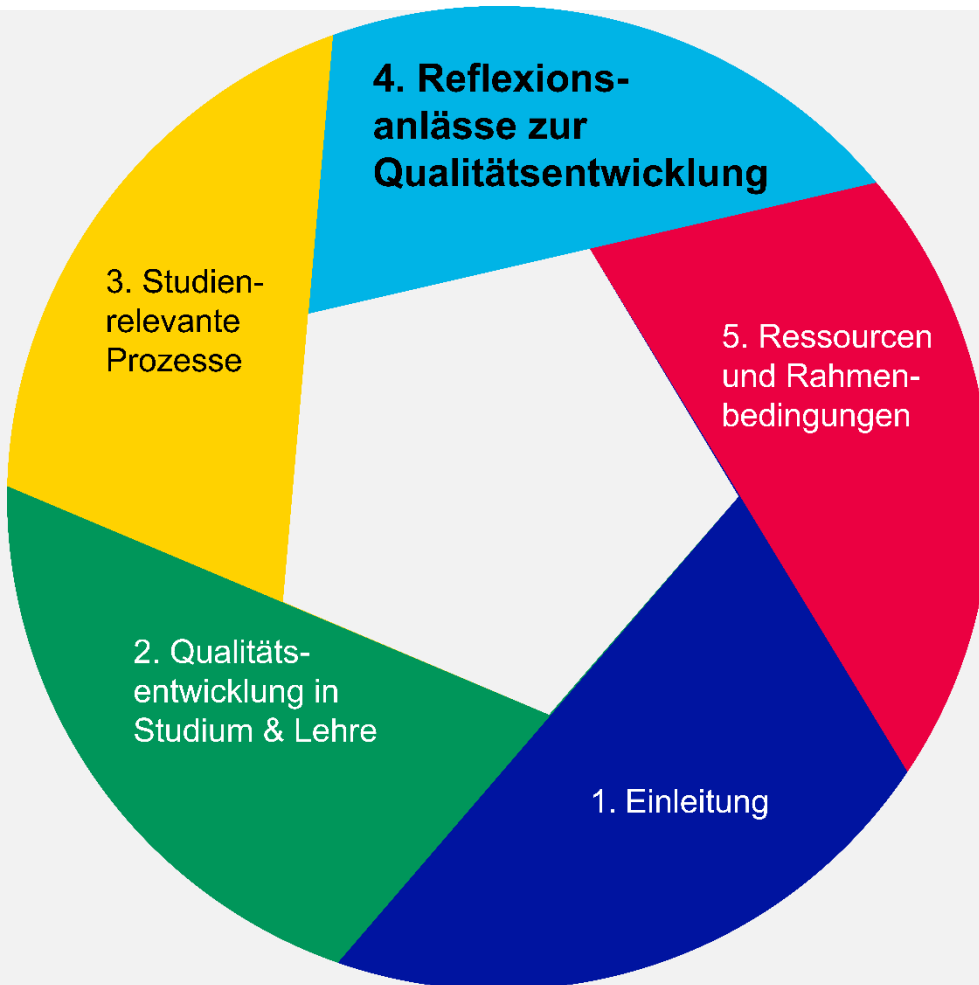 4. Reflexions-
anlässe zur
Qualitätsentwicklung
3. Studien-
relevante
Prozesse
5. Ressourcen
und Rahmen-
bedingungen
2. Qualitäts-
entwicklung in
Studium & Lehre
1. Einleitung